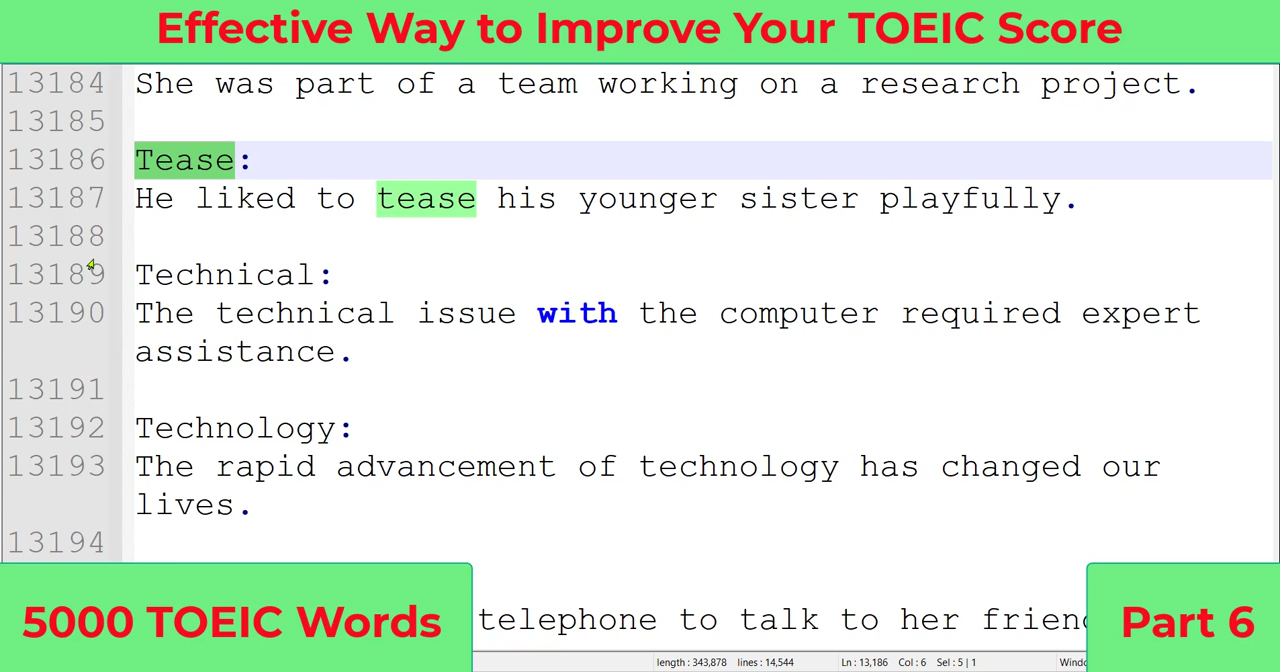 Effective Way to Improve Your TOEIC Score
13184 She was part of a team working on a research project.
13185
13186 Tease:
13187 He liked to tease his younger sister playfully.
13188
13189 Technical:
13190 The technical issue with the computer required expert
assistance.
13191
13192 Technology:
13193 The rapid advancement of technology has changed our
lives.
13194
telephone to talk to her
5000 TOEIC Words
Part 6
length : 343,878 lines : 14,544 Ln : 13,186 Col : 6 Sel : 5 | 1